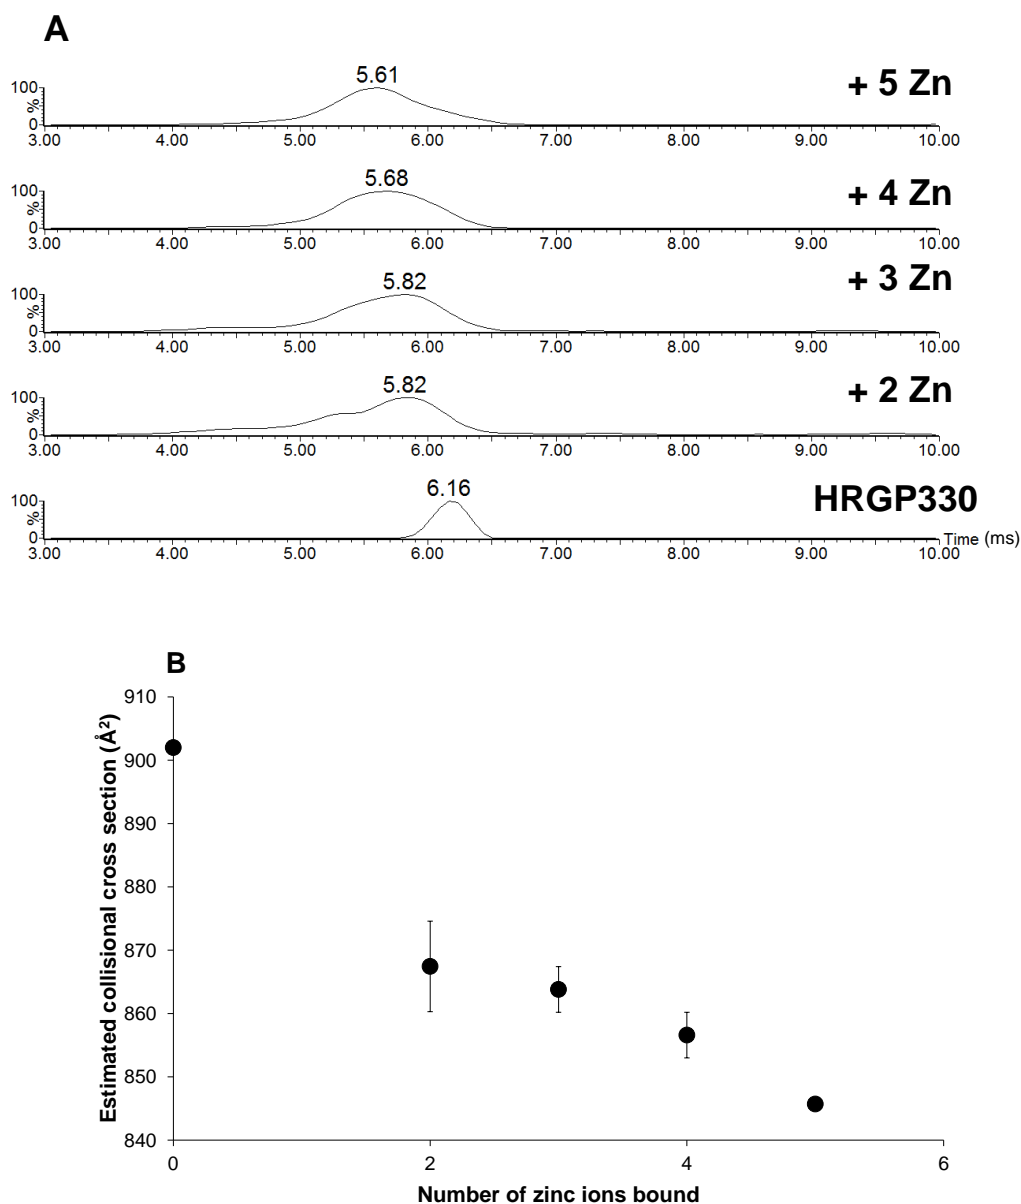 A
5.61
+ 5 Zn
100
%
0
3.00 4.00 5.00 6.00 7.00 8.00 9.00 10.00
5.68
+ 4 Zn
100
%
0
3.00 4.00 5.00 6.00 7.00 8.00 9.00 10.00
5.82
+ 3 Zn
100
%
0
3.00 4.00 5.00 6.00 7.00 8.00 9.00 10.00
5.82
+ 2 Zn
100
%
0
3.00 4.00 5.00 6.00 7.00 8.00 9.00 10.00
6.16
HRGP330
100
%
0
Time (ms)
3.00 4.00 5.00 6.00 7.00 8.00 9.00 10.00
B
Estimated collisional cross section (Å²)
910
900
890
880
870
860
850
840
0 2 4 6
Number of zinc ions bound